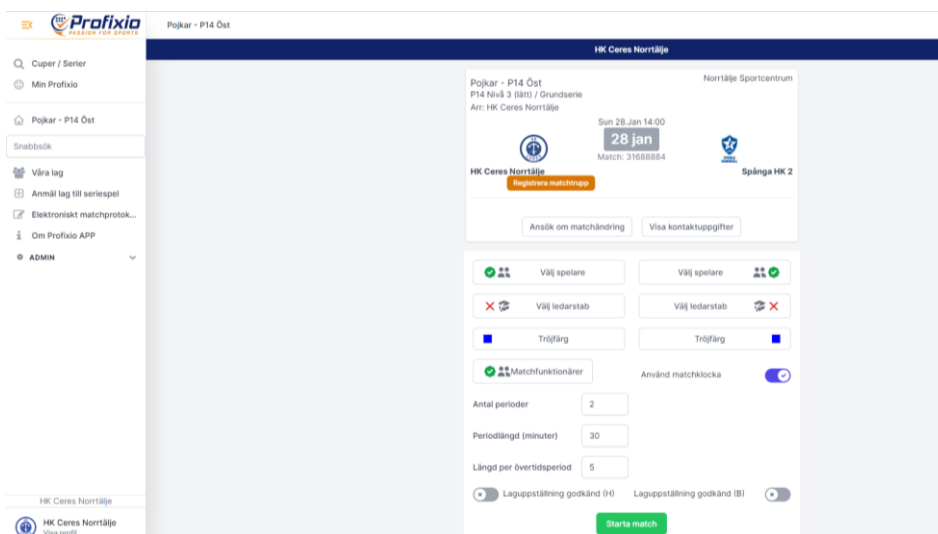 Profixio
PASSION FOR SPORTS
Pojkar - P14 Öst
HK Ceres Norrtälje
Cuper / Serier
Min Profixio
Pojkar - P14 Öst
Snabbsök
Våra lag
Anmäl lag till seriespel
Elektroniskt matchprotok...
Om Profixio APP
ADMIN
HK Ceres Norrtälje
HK Ceres Norrtälje
Visa profil
Pojkar - P14 Öst
Norrtälje Sportcentrum
P14 Nivå 3 (lätt) / Grundserie
Arr: HK Ceres Norrtälje
Sun 28.Jan 14:00
28 jan
Match: 31688884
HK Ceres Norrtälje
Spånga HK 2
Registrera matchtrupp
Ansök om matchändring
Visa kontaktuppgifter
Välj spelare
Välj spelare
Välj ledarstab
Välj ledarstab
Tröjfärg
Tröjfärg
Matchfunktionärer
Använd matchklocka
Antal perioder 2
Periodlängd (minuter) 30
Längd per övertidsperiod 5
Laguppställning godkänd (H)
Laguppställning godkänd (B)
Starta match